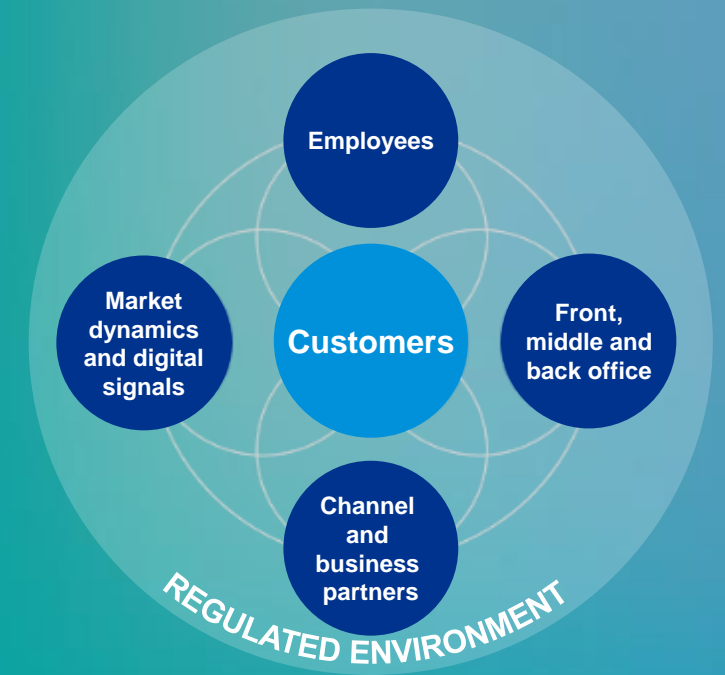 Employees
Market
dynamics
and digital
signals
Customers
Front,
middle and
back office
Channel
and
business
partners
REGULATED ENVIRONMENT